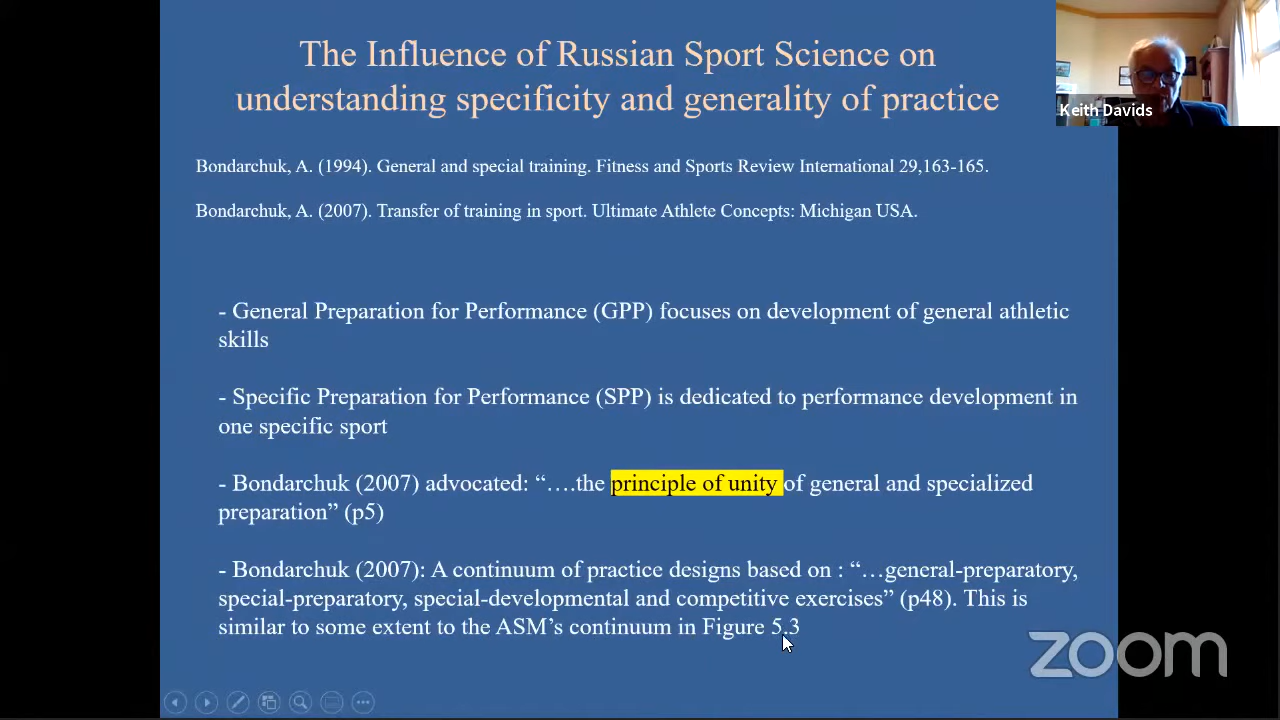 The Influence of Russian Sport Science on
understanding specificity and generality of practice
Keith Davids
Bondarchuk, A. (1994). General and special training. Fitness and Sports Review International 29,163-165.
Bondarchuk, A. (2007). Transfer of training in sport. Ultimate Athlete Concepts: Michigan USA.
- General Preparation for Performance (GPP) focuses on development of general athletic
skills
- Specific Preparation for Performance (SPP) is dedicated to performance development in
one specific sport
- Bondarchuk (2007) advocated: “….the principle of unity of general and specialized
preparation” (p5)
- Bondarchuk (2007): A continuum of practice designs based on : “…general-preparatory,
special-preparatory, special-developmental and competitive exercises” (p48). This is
similar to some extent to the ASM’s continuum in Figure 5.3
zoom